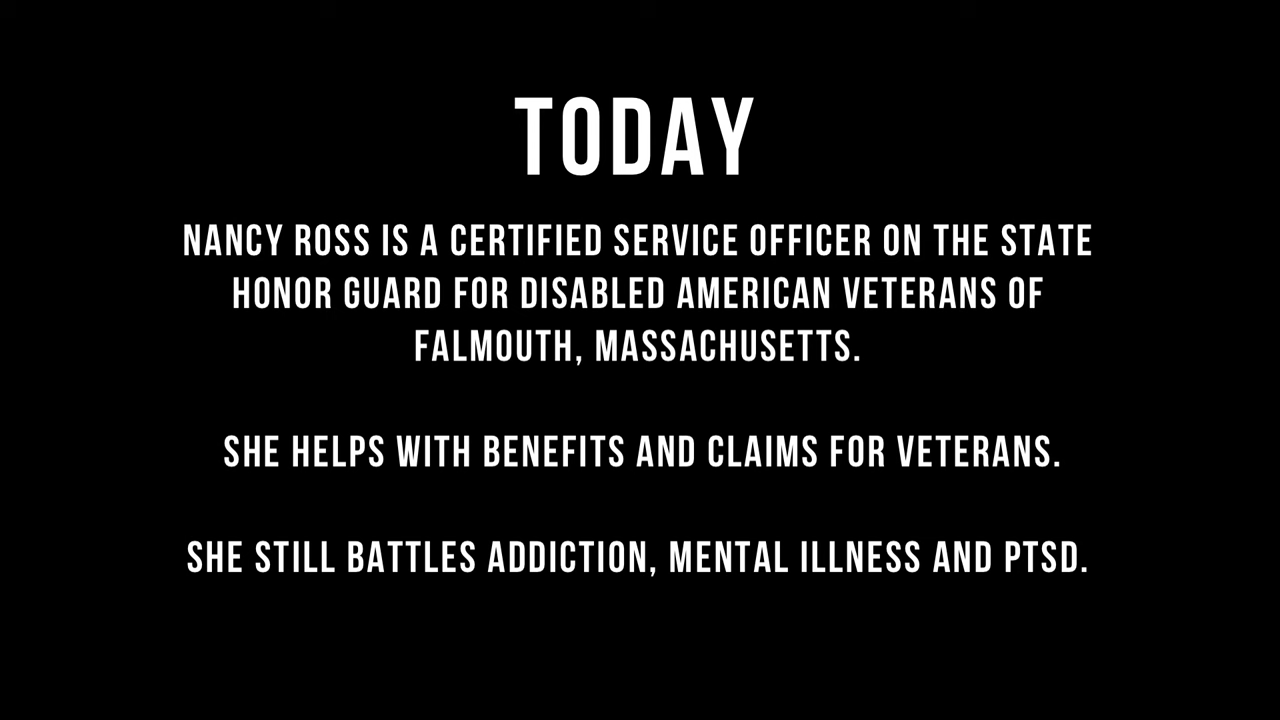 TODAY
NANCY ROSS IS A CERTIFIED SERVICE OFFICER ON THE STATE
HONOR GUARD FOR DISABLED AMERICAN VETERANS OF
FALMOUTH, MASSACHUSETTS.
SHE HELPS WITH BENEFITS AND CLAIMS FOR VETERANS.
SHE STILL BATTLES ADDICTION, MENTAL ILLNESS AND PTSD.